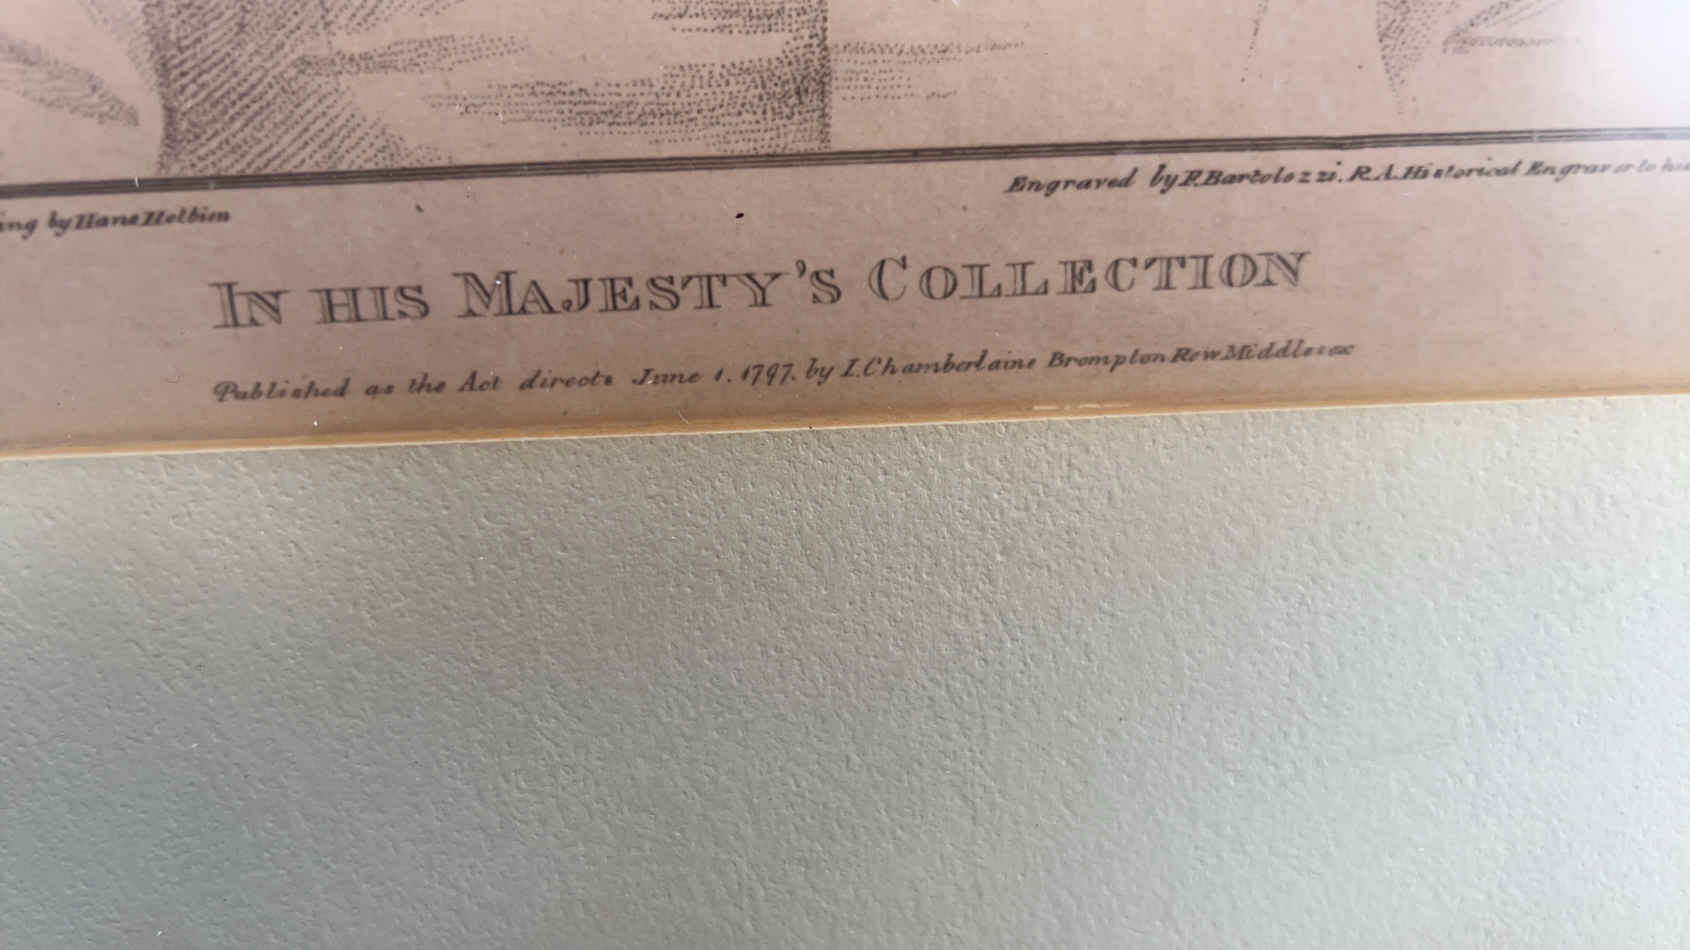 ing by Hans Holbein
Engraved by F. Bartolozzi. R.A. Historical Engraver to his
IN HIS MAJESTY'S COLLECTION
Published as the Act directs June 1. 1797. by I. Chamberlaine Brompton Row Middlesex